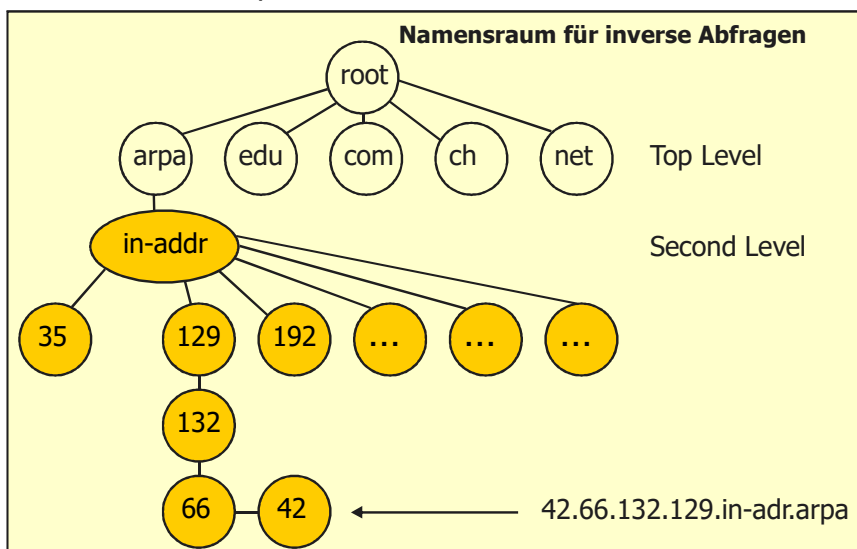 Namensraum für inverse Abfragen
root
arpa edu com ch net Top Level
in-addr Second Level
35 129 192 ... ... ...
132
66 42 42.66.132.129.in-adr.arpa